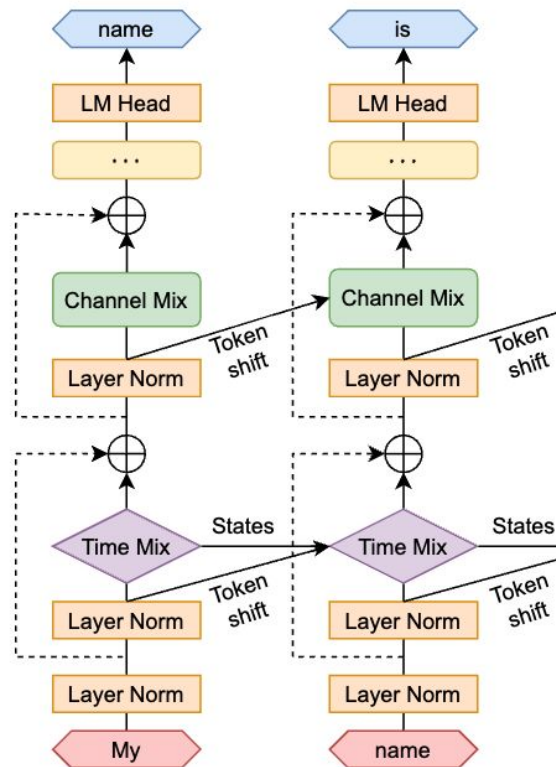 name
is
LM Head
LM Head
...
...
Channel Mix
Channel Mix
Token
shift
Token
shift
Layer Norm
Layer Norm
States
States
Time Mix
Time Mix
Token
shift
Token
shift
Layer Norm
Layer Norm
Layer Norm
Layer Norm
My
name